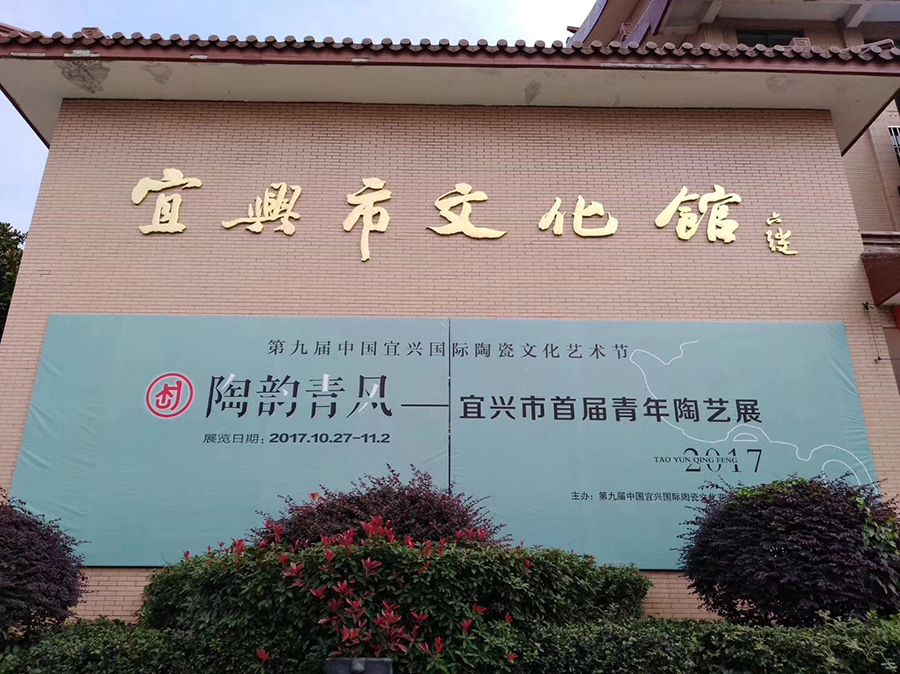 宜興市文化館
第九届中国宜兴国际陶瓷文化艺术节
陶韵青风——宜兴市首届青年陶艺展
展览日期：2017.10.27-11.2
TAO YUN QING FENG 2017
主办：第九届中国宜兴国际陶瓷文化